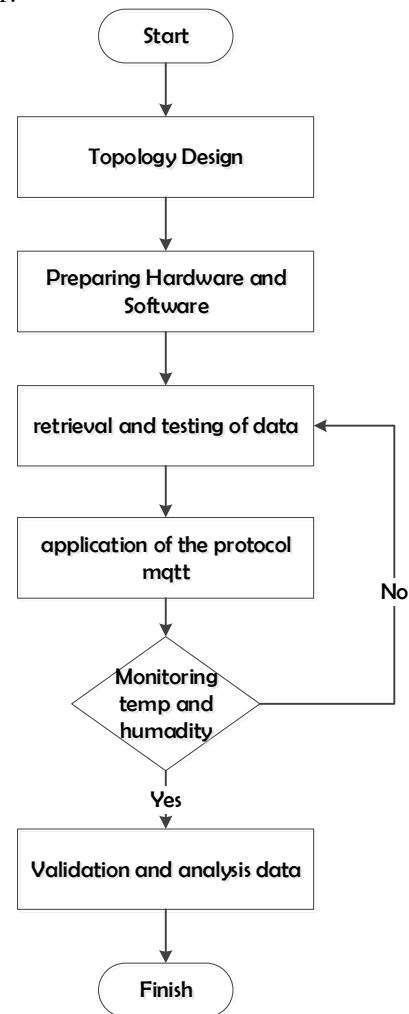 Start
Topology Design
Preparing Hardware and
Software
retrieval and testing of data
application of the protocol
mqtt
Monitoring
temp and
humadity
No
Yes
Validation and analysis data
Finish